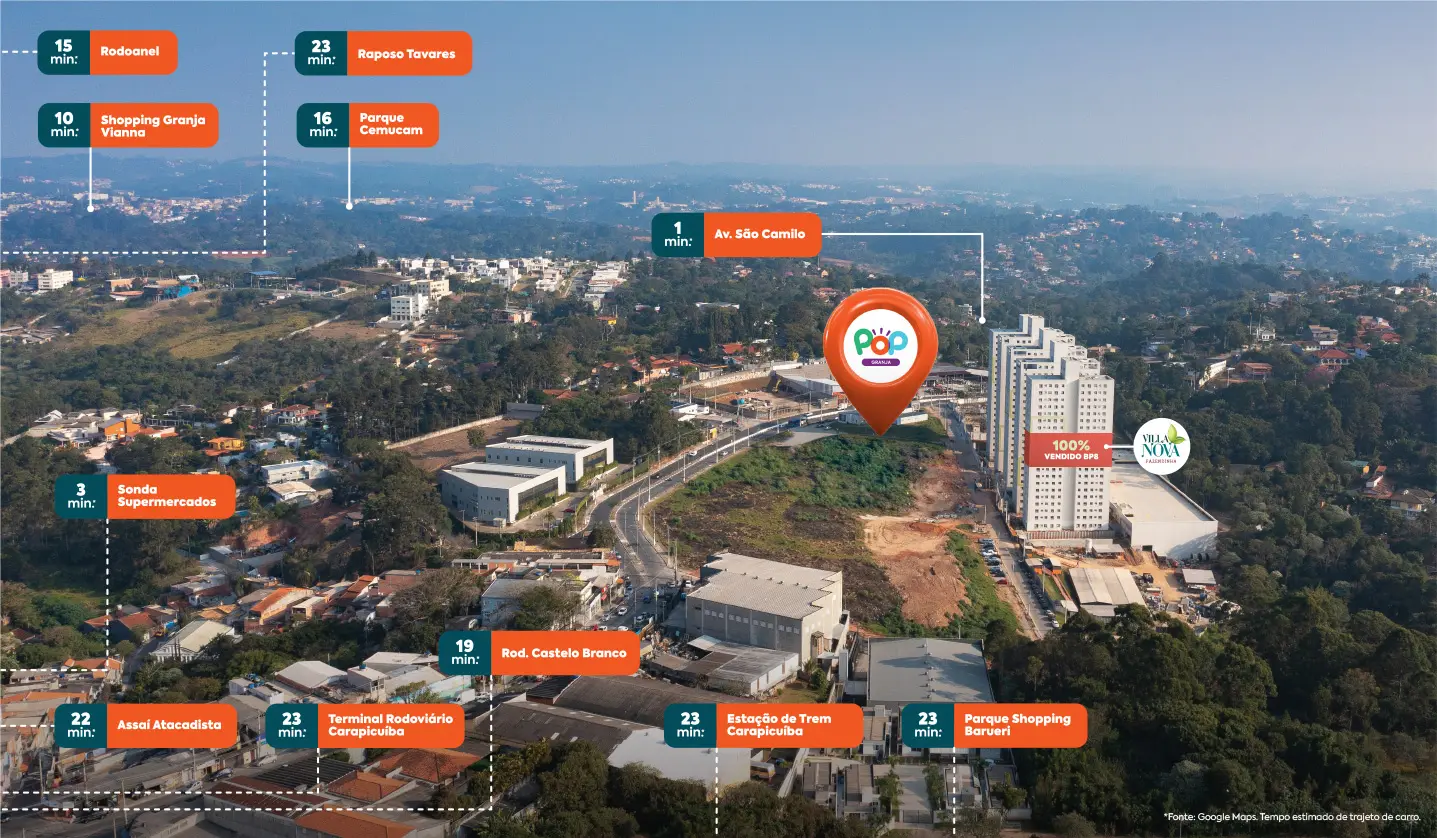 15
min.*
Rodoanel
23
min.*
Raposo Tavares
10
min.*
Shopping Granja
Vianna
16
min.*
Parque
Cemucam
1
min.*
Av. São Camilo
POP
GRANJA
100%
VENDIDO BP8
VILLA
NOVA
FAZENDINHA
3
min.*
Sonda
Supermercados
19
min.*
Rod. Castelo Branco
22
min.*
Assaí Atacadista
23
min.*
Terminal Rodoviário
Carapicuíba
23
min.*
Estação de Trem
Carapicuíba
23
min.*
Parque Shopping
Barueri
*Fonte: Google Maps. Tempo estimado de trajeto de carro.